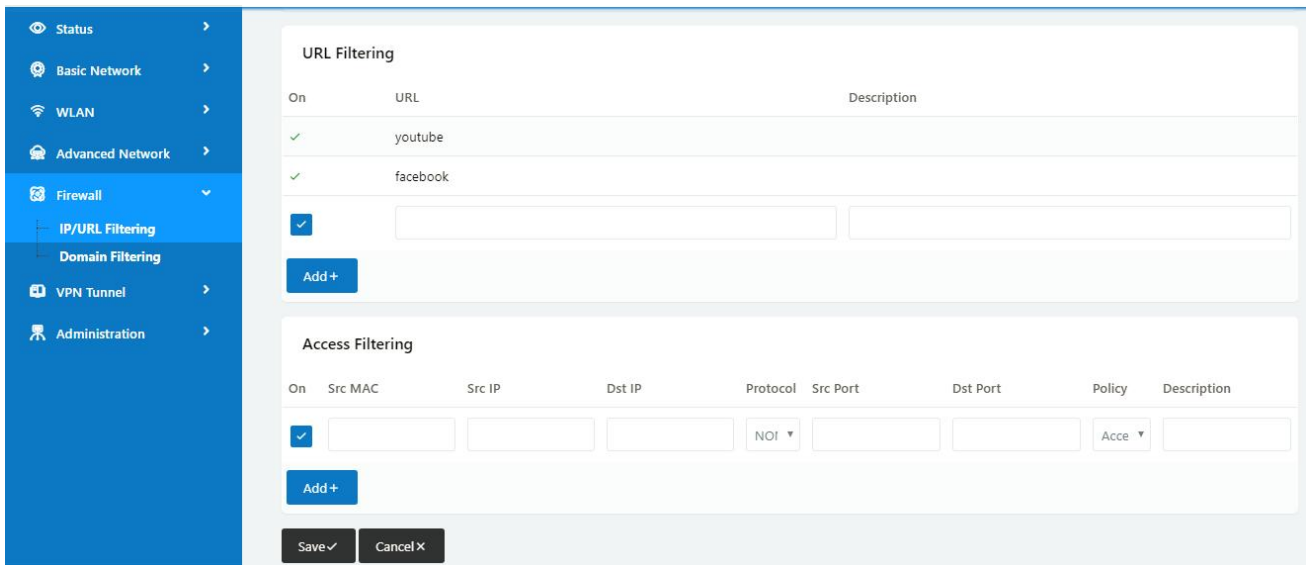 Status
Basic Network
WLAN
Advanced Network
Firewall
IP/URL Filtering
Domain Filtering
VPN Tunnel
Administration
URL Filtering
On URL Description
youtube
facebook
Add+
Access Filtering
On Src MAC Src IP Dst IP Protocol Src Port Dst Port Policy Description
NOI Acce
Add+
Save Cancel